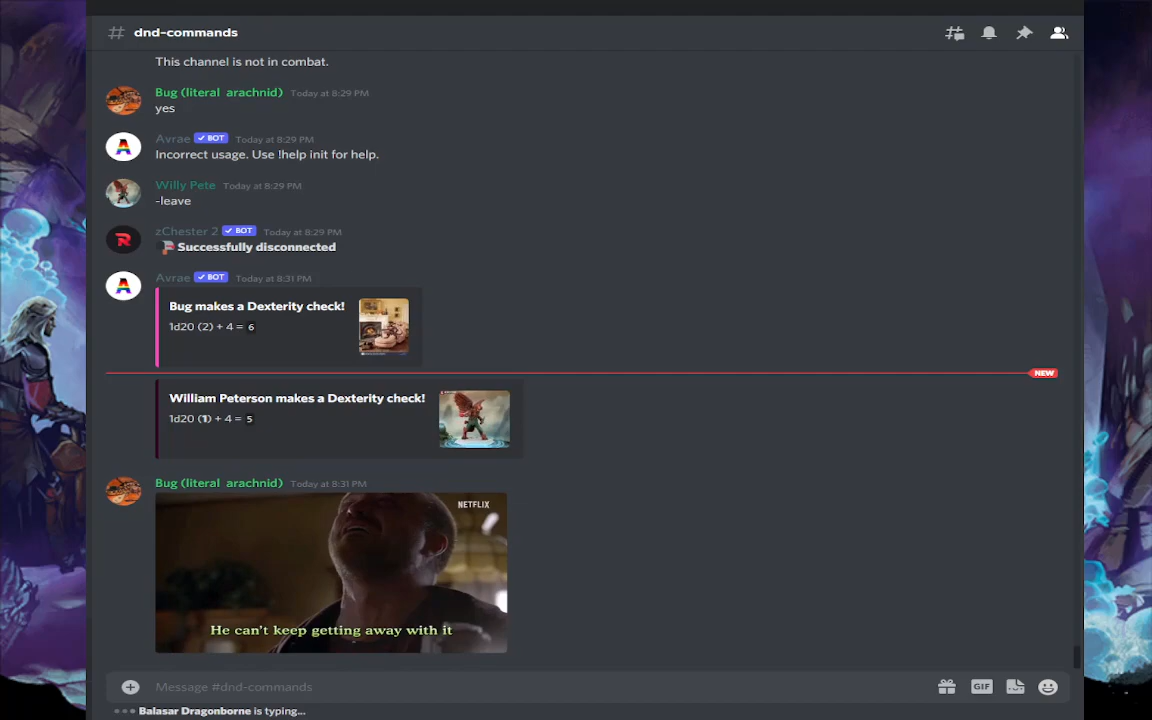 dnd-commands
This channel is not in combat.
Bug (literal arachnid) Today at 8:29 PM
yes
A
Avrae ✓ BOT Today at 8:29 PM
Incorrect usage. Use !help init for help.
Willy Pete Today at 8:29 PM
-leave
R
zChester 2 ✓ BOT Today at 8:29 PM
Successfully disconnected
A
Avrae ✓ BOT Today at 8:31 PM
Bug makes a Dexterity check!
1d20 (2) + 4 = 6
NEW
William Peterson makes a Dexterity check!
1d20 (1) + 4 = 5
Bug (literal arachnid) Today at 8:31 PM
NETFLIX
He can't keep getting away with it
Message #dnd-commands
GIF
Balasar Dragonborne is typing...